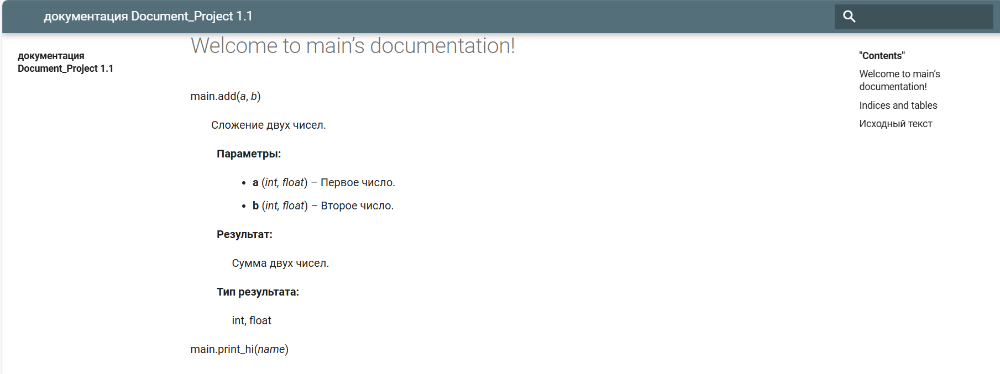 документация Document_Project 1.1
документация
Document_Project 1.1
Welcome to main’s documentation!
main.add(a, b)
Сложение двух чисел.
Параметры:
• a (int, float) – Первое число.
• b (int, float) – Второе число.
Результат:
Сумма двух чисел.
Тип результата:
int, float
main.print_hi(name)
"Contents"
Welcome to main’s
documentation!
Indices and tables
Исходный текст